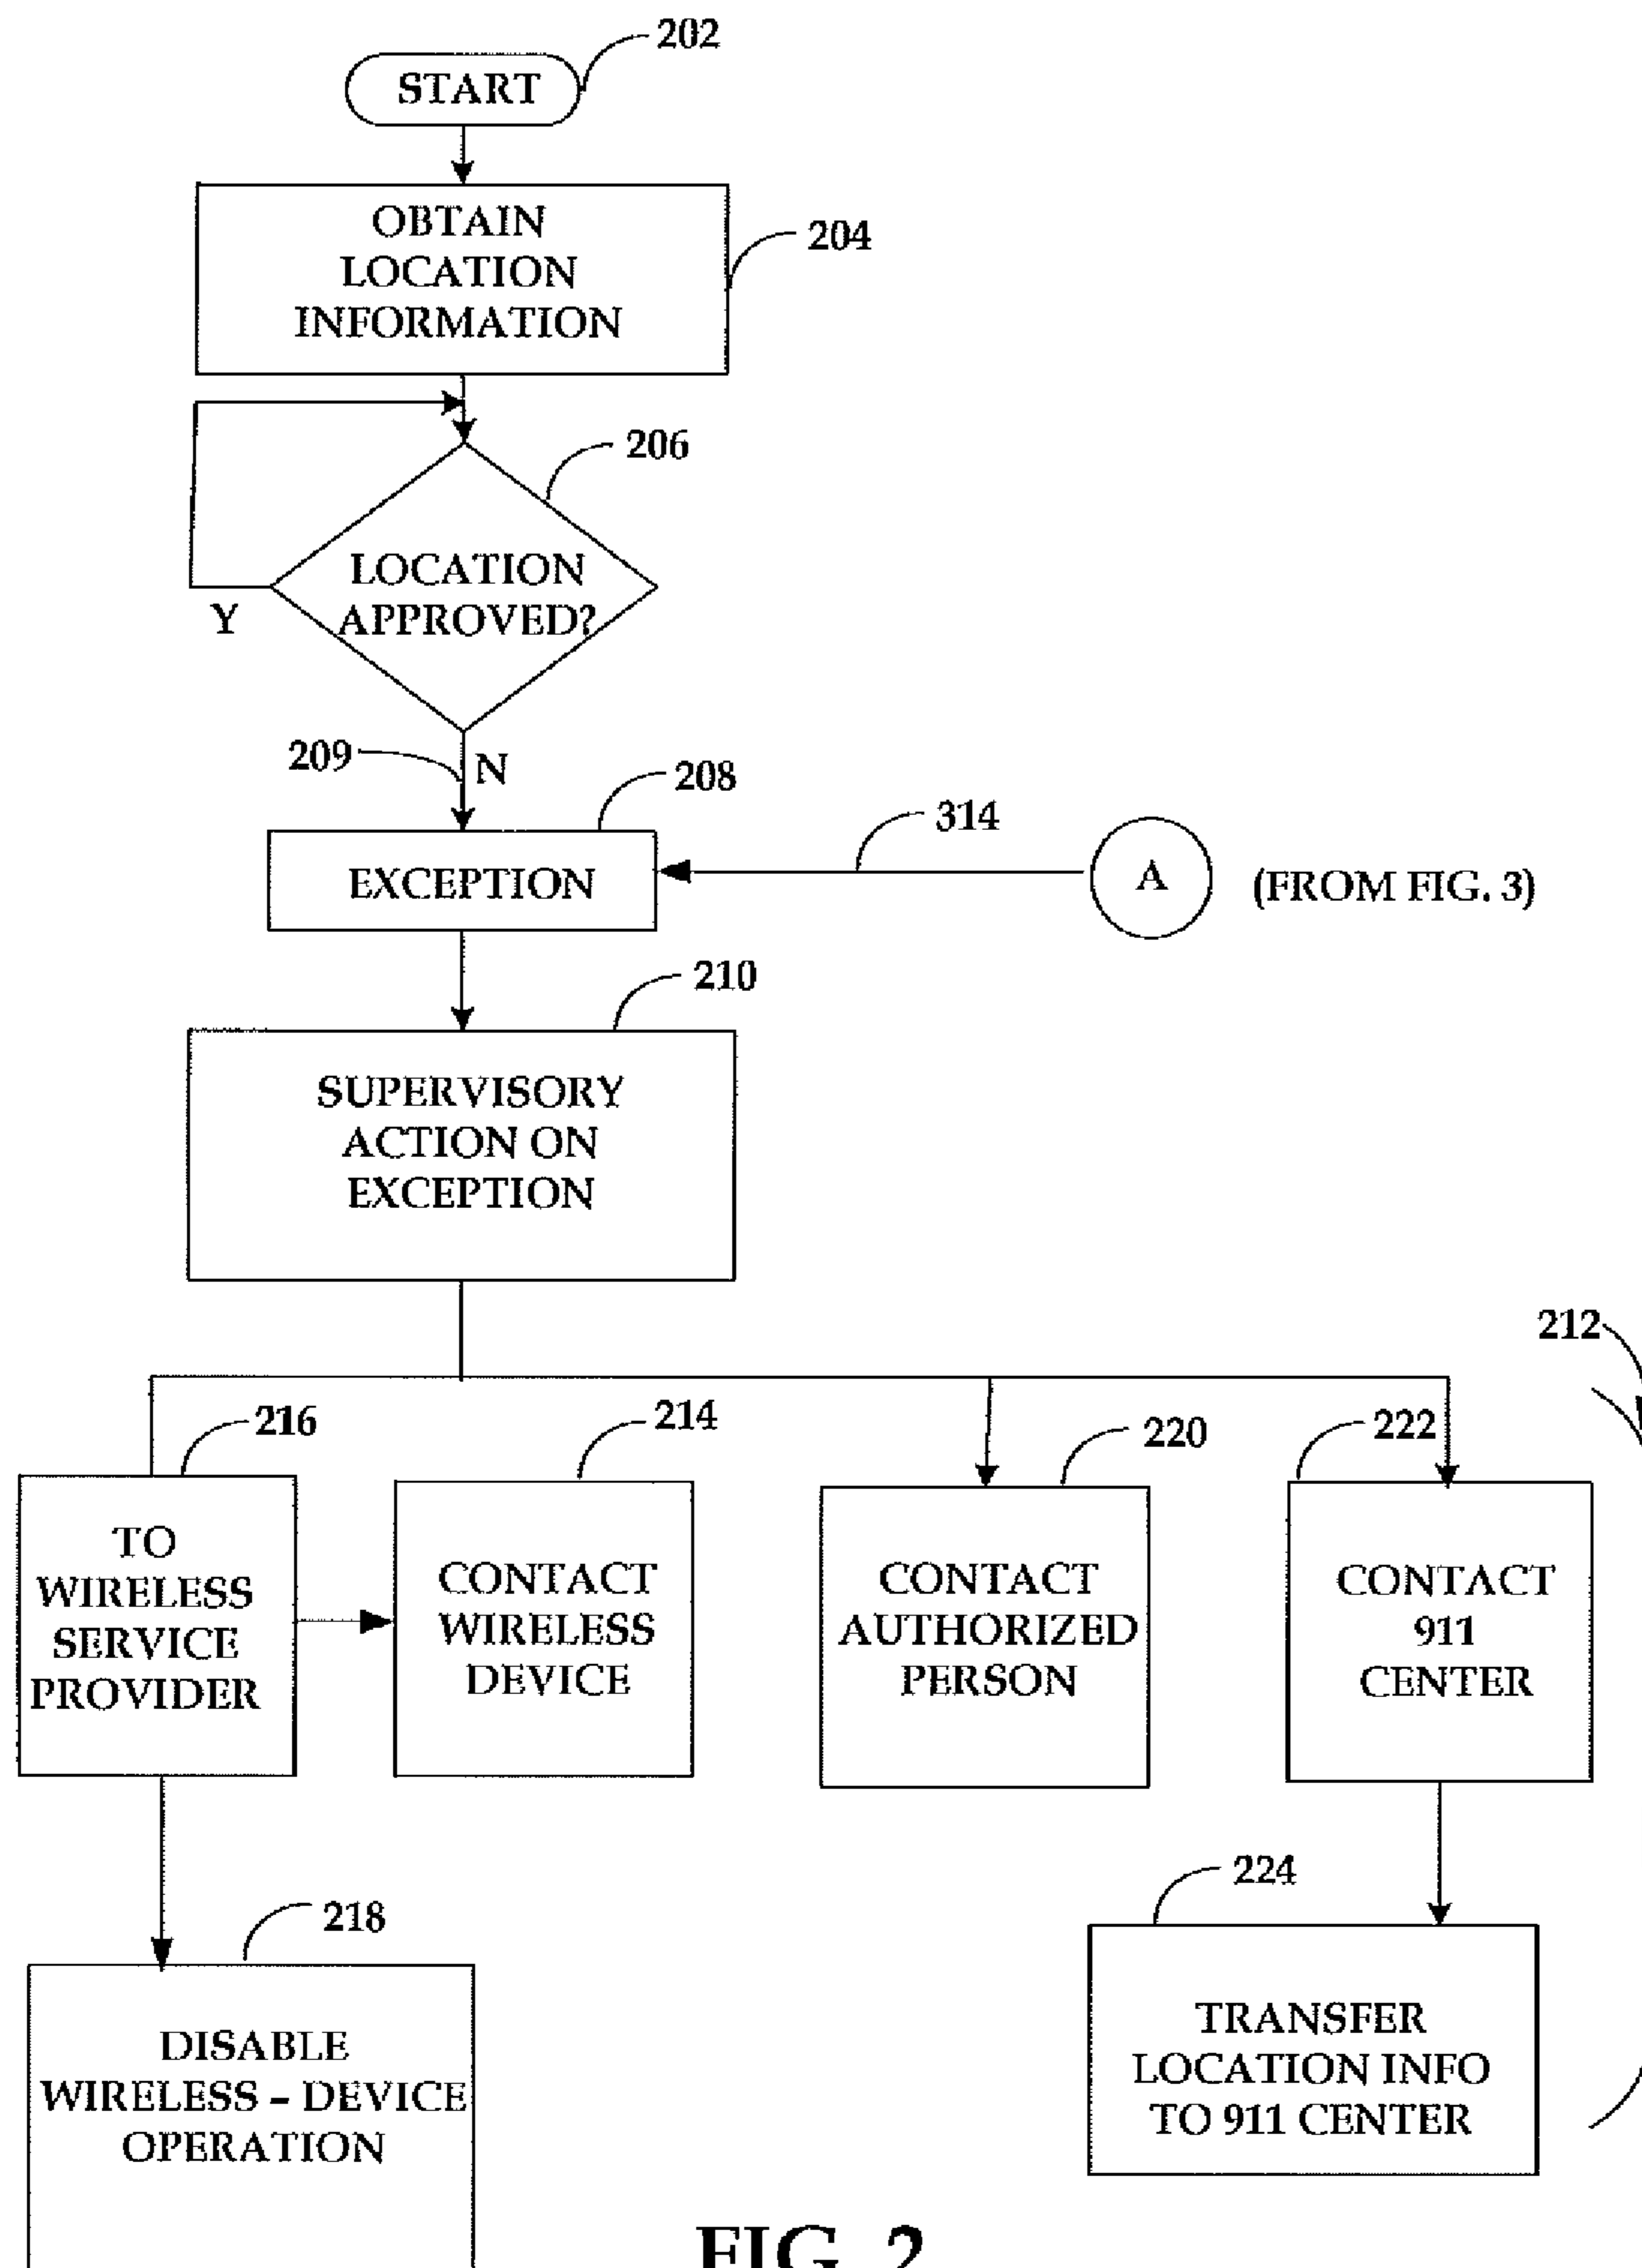 202
START
OBTAIN
LOCATION
INFORMATION
204
206
LOCATION
APPROVED?
Y
209
N
208
EXCEPTION
314
A
(FROM FIG. 3)
210
SUPERVISORY
ACTION ON
EXCEPTION
212
216
214
220
222
TO
WIRELESS
SERVICE
PROVIDER
CONTACT
WIRELESS
DEVICE
CONTACT
AUTHORIZED
PERSON
CONTACT
911
CENTER
224
218
DISABLE
WIRELESS – DEVICE
OPERATION
TRANSFER
LOCATION INFO
TO 911 CENTER
FIG. 2